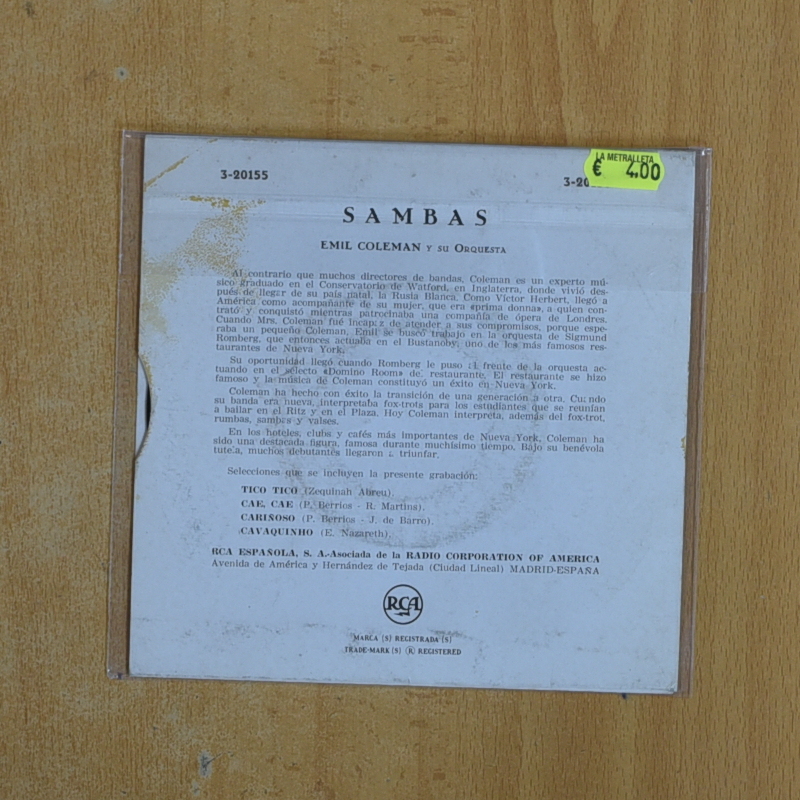 3-20155
3-20
LA METRALLETA
€ 4.00
SAMBAS
EMIL COLEMAN Y SU ORQUESTA
Al contrario que muchos directores de bandas, Coleman es un experto mú-
sico graduado en el Conservatorio de Watford, en Inglaterra, donde vivió des-
pués de llegar de su país natal, la Rusia Blanca. Como Víctor Herbert, llegó a
América como acompañante de su mujer, que era «prima donna», a quien con-
trató y conquistó mientras patrocinaba una compañía de ópera de Londres.
Cuando Mrs. Coleman fué incapaz de atender a sus compromisos, porque espe-
raba un pequeño Coleman, Emil se buscó trabajo en la orquesta de Sigmund
Romberg, que entonces actuaba en el Bustanoby, uno de los más famosos res-
taurantes de Nueva York.
Su oportunidad llegó cuando Romberg le puso al frente de la orquesta ac-
tuando en el selecto «Domino Room» de restaurante. El restaurante se hizo
famoso y la música de Coleman constituyó un éxito en Nueva York.
Coleman ha hecho con éxito la transición de una generación a otra. Cuando
su banda era nueva, interpretaba fox-trots para los estudiantes que se reunían
a bailar en el Ritz y en el Plaza. Hoy Coleman interpreta, además del fox-trot,
rumbas, sambas y valses.
En los hoteles, clubs y cafés más importantes de Nueva York, Coleman ha
sido una destacada figura, famosa durante muchísimo tiempo. Bajo su benévola
tutela, muchos debutantes llegaron a triunfar.
Selecciones que se incluyen la presente grabación:
TICO TICO (Zequinah Abreu).
CAE, CAE (P. Berrios - R. Martins).
CARIÑOSO (P. Berrios - J. de Barro).
CAVAQUINHO (E. Nazareth).
RCA ESPAÑOLA, S. A.-Asociada de la RADIO CORPORATION OF AMERICA
Avenida de América y Hernández de Tejada (Ciudad Lineal) MADRID-ESPAÑA
RCA
MARCA (S) REGISTRADA (S)
TRADE-MARK (S) ® REGISTERED